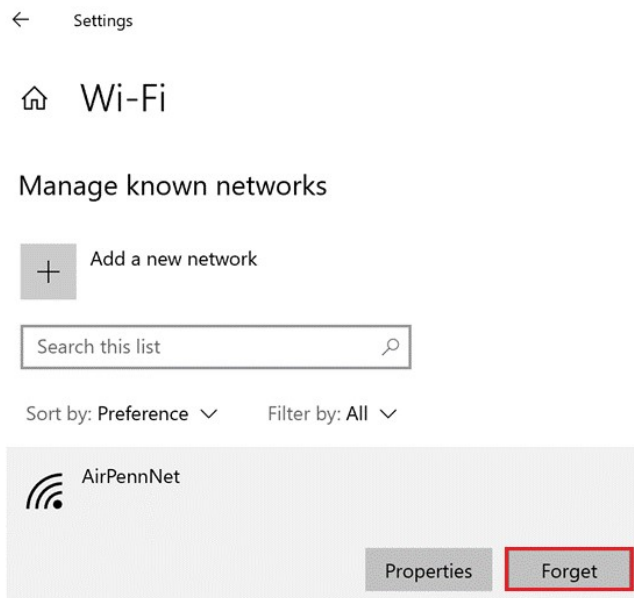 Settings
Wi-Fi
Manage known networks
Add a new network
Search this list
Sort by: Preference Filter by: All
AirPennNet
Properties Forget